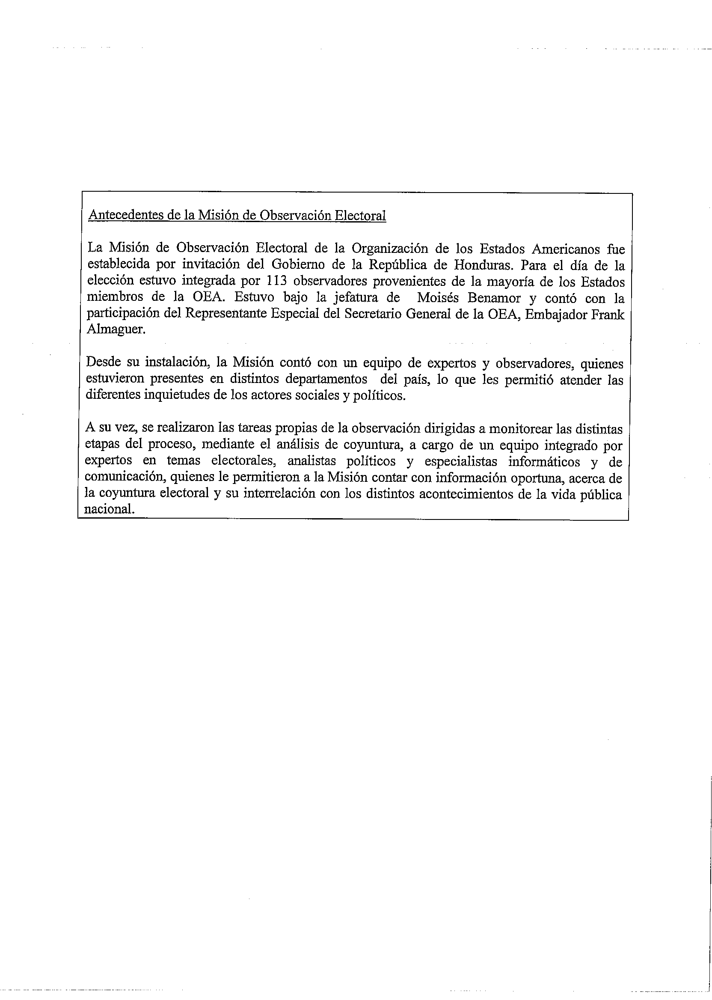 Antecedentes de la Misión de Observación Electoral
La Misión de Observación Electoral de la Organización de los Estados Americanos fue
establecida por invitación del Gobierno de la República de Honduras. Para el día de la
elección estuvo integrada por 113 observadores provenientes de la mayoría de los Estados
miembros de la OEA. Estuvo bajo la jefatura de Moisés Benamor y contó con la
participación del Representante Especial del Secretario General de la OEA, Embajador Frank
Almaguer.
Desde su instalación, la Misión contó con un equipo de expertos y observadores, quienes
estuvieron presentes en distintos departamentos del país, lo que les permitió atender las
diferentes inquietudes de los actores sociales y políticos.
A su vez, se realizaron las tareas propias de la observación dirigidas a monitorear las distintas
etapas del proceso, mediante el análisis de coyuntura, a cargo de un equipo integrado por
expertos en temas electorales, analistas políticos y especialistas informáticos y de
comunicación, quienes le permitieron a la Misión contar con información oportuna, acerca de
la coyuntura electoral y su interrelación con los distintos acontecimientos de la vida pública
nacional.